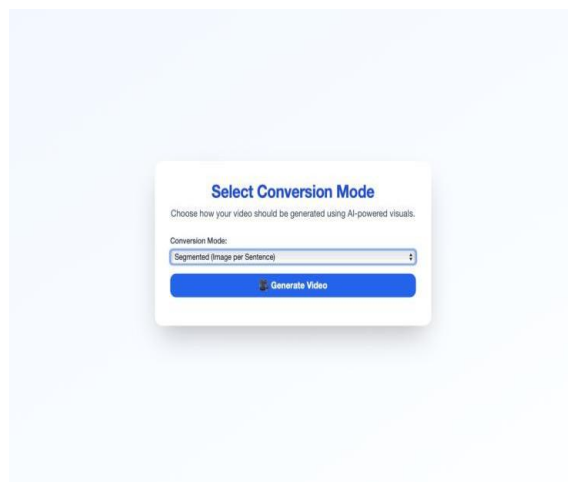 Select Conversion Mode
Choose how your video should be generated using AI-powered visuals.
Conversion Mode:
Segmented (Image per Sentence)
Generate Video